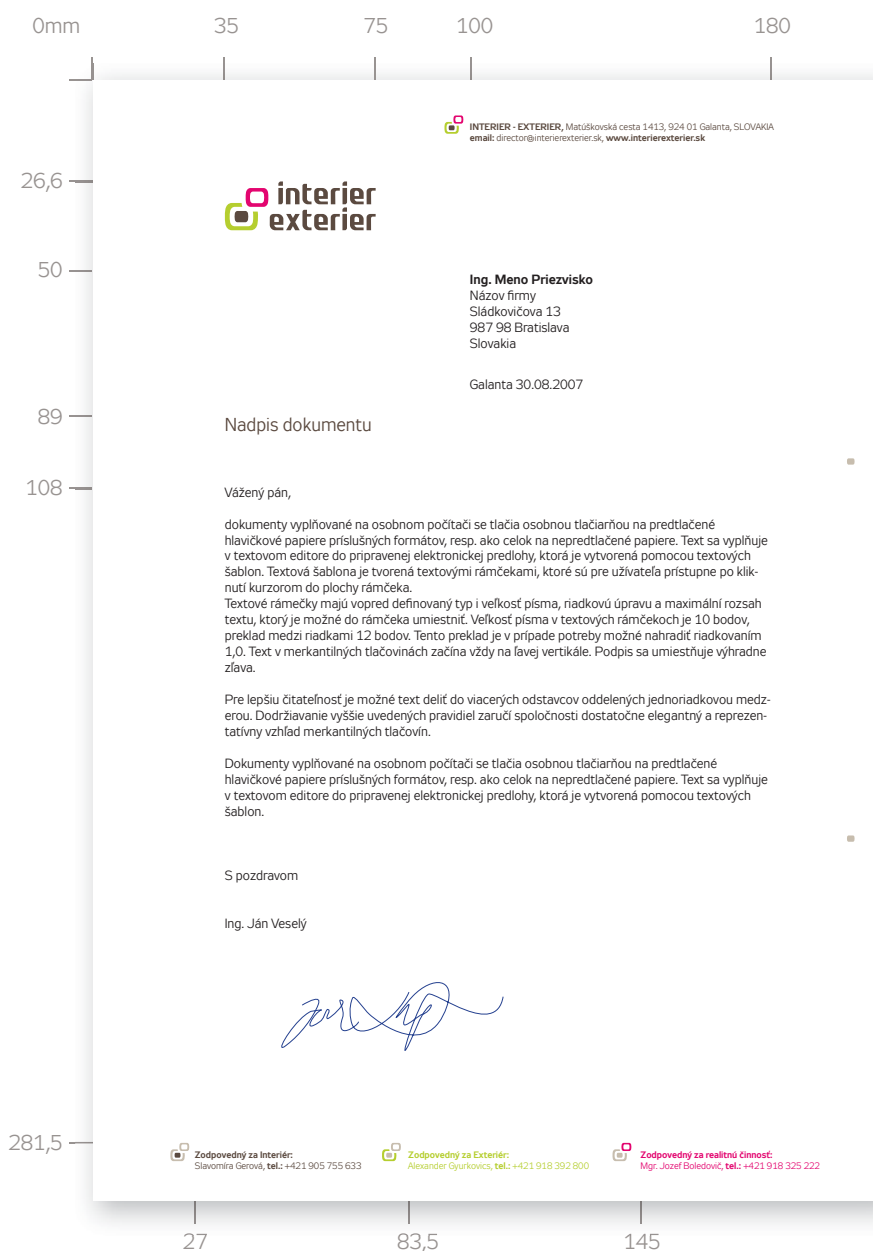 0mm 35 75 100 180
INTERIER - EXTERIER, Matúškovská cesta 1413, 924 01 Galanta, SLOVAKIA
email: director@interierexterier.sk, www.interierexterier.sk
26,6
interier
exterier
50
Ing. Meno Priezvisko
Názov firmy
Sládkovičova 13
987 98 Bratislava
Slovakia
Galanta 30.08.2007
89
Nadpis dokumentu
108
Vážený pán,
dokumenty vyplňované na osobnom počítači se tlačia osobnou tlačiarňou na predtlačené
hlavičkové papiere príslušných formátov, resp. ako celok na nepredtlačené papiere. Text sa vyplňuje
v textovom editore do pripravenej elektronickej predlohy, ktorá je vytvorená pomocou textových
šablon. Textová šablona je tvorená textovými rámčekami, ktoré sú pre užívateľa prístupne po klik-
nutí kurzorom do plochy rámčeka.
Textové rámečky majú vopred definovaný typ i veľkosť písma, riadkovú úpravu a maximální rozsah
textu, ktorý je možné do rámčeka umiestniť. Veľkosť písma v textových rámčekoch je 10 bodov,
preklad medzi riadkami 12 bodov. Tento preklad je v prípade potreby možné nahradiť riadkovaním
1,0. Text v merkantilných tlačovinách začína vždy na ľavej vertikále. Podpis sa umiestňuje výhradne
zľava.
Pre lepšiu čitateľnosť je možné text deliť do viacerých odstavcov oddelených jednoriadkovou medz-
erou. Dodržiavanie vyššie uvedených pravidiel zaručí spoločnosti dostatočne elegantný a reprezen-
tatívny vzhľad merkantilných tlačovín.
Dokumenty vyplňované na osobnom počítači se tlačia osobnou tlačiarňou na predtlačené
hlavičkové papiere príslušných formátov, resp. ako celok na nepredtlačené papiere. Text sa vyplňuje
v textovom editore do pripravenej elektronickej predlohy, ktorá je vytvorená pomocou textových
šablon.
S pozdravom
Ing. Ján Veselý
281,5
Zodpovedný za Interiér:
Slavomíra Gerová, tel.: +421 905 755 633
Zodpovedný za Exteriér:
Alexander Gyurkovics, tel.: +421 918 392 800
Zodpovedný za realitnú činnosť:
Mgr. Jozef Boledovič, tel.: +421 918 325 222
27 83,5 145